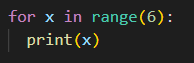 for x in range(6):
  print(x)